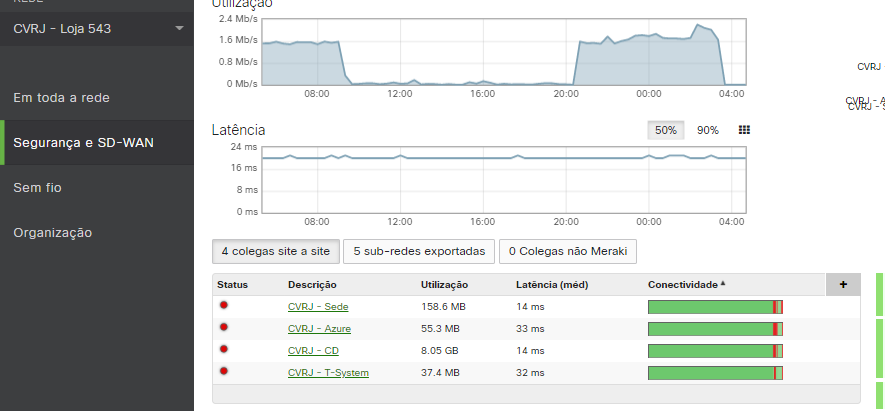 REDE
Utilização
CVRJ - Loja 543
2.4 Mb/s
1.6 Mb/s
0.8 Mb/s
0 Mb/s
08:00 12:00 16:00 20:00 00:00 04:00
CVRJ
CVRJ - A
CVRJ - S
Em toda a rede
Segurança e SD-WAN
Sem fio
Organização
Latência
50% 90%
24 ms
16 ms
8 ms
0 ms
08:00 12:00 16:00 20:00 00:00 04:00
4 colegas site a site 5 sub-redes exportadas 0 Colegas não Meraki
Status Descrição Utilização Latência (méd) Conectividade +
CVRJ - Sede 158.6 MB 14 ms
CVRJ - Azure 55.3 MB 33 ms
CVRJ - CD 8.05 GB 14 ms
CVRJ - T-System 37.4 MB 32 ms